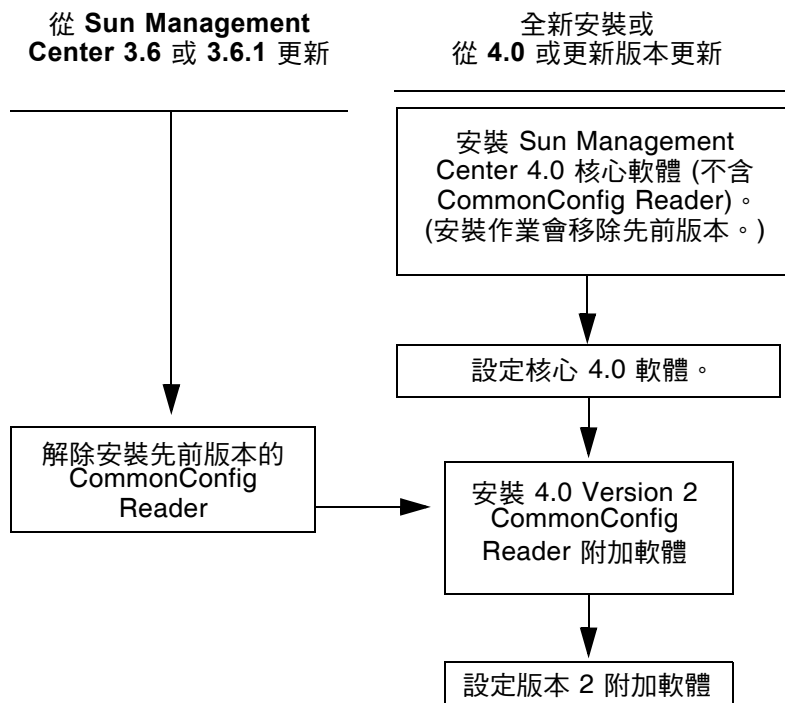 從 Sun Management
Center 3.6 或 3.6.1 更新
全新安裝或
從 4.0 或更新版本更新
安裝 Sun Management
Center 4.0 核心軟體 (不含
CommonConfig Reader)。
(安裝作業會移除先前版本。)
設定核心 4.0 軟體。
解除安裝先前版本的
CommonConfig
Reader
安裝 4.0 Version 2
CommonConfig
Reader 附加軟體
設定版本 2 附加軟體